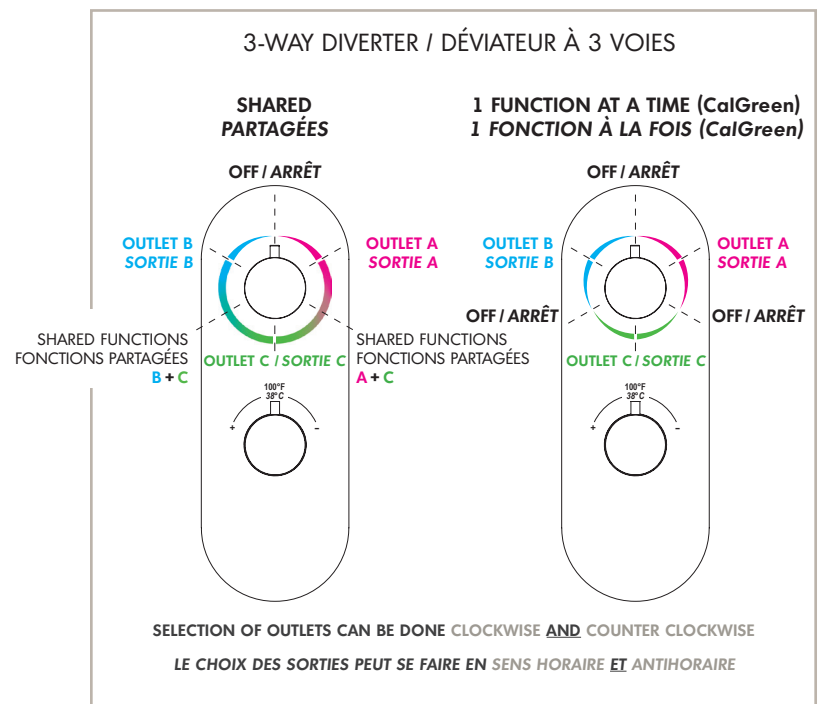 3-WAY DIVERTER / DÉVIATEUR À 3 VOIES
SHARED
PARTAGÉES
OFF / ARRÊT
OUTLET B
SORTIE B
OUTLET A
SORTIE A
SHARED FUNCTIONS
FONCTIONS PARTAGÉES
B + C
OUTLET C / SORTIE C
SHARED FUNCTIONS
FONCTIONS PARTAGÉES
A + C
100°F
38°C
+
–
1 FUNCTION AT A TIME (CalGreen)
1 FONCTION À LA FOIS (CalGreen)
OFF / ARRÊT
OUTLET B
SORTIE B
OUTLET A
SORTIE A
OFF / ARRÊT
OFF / ARRÊT
OUTLET C / SORTIE C
100°F
38°C
+
–
SELECTION OF OUTLETS CAN BE DONE CLOCKWISE AND COUNTER CLOCKWISE
LE CHOIX DES SORTIES PEUT SE FAIRE EN SENS HORAIRE ET ANTIHORAIRE